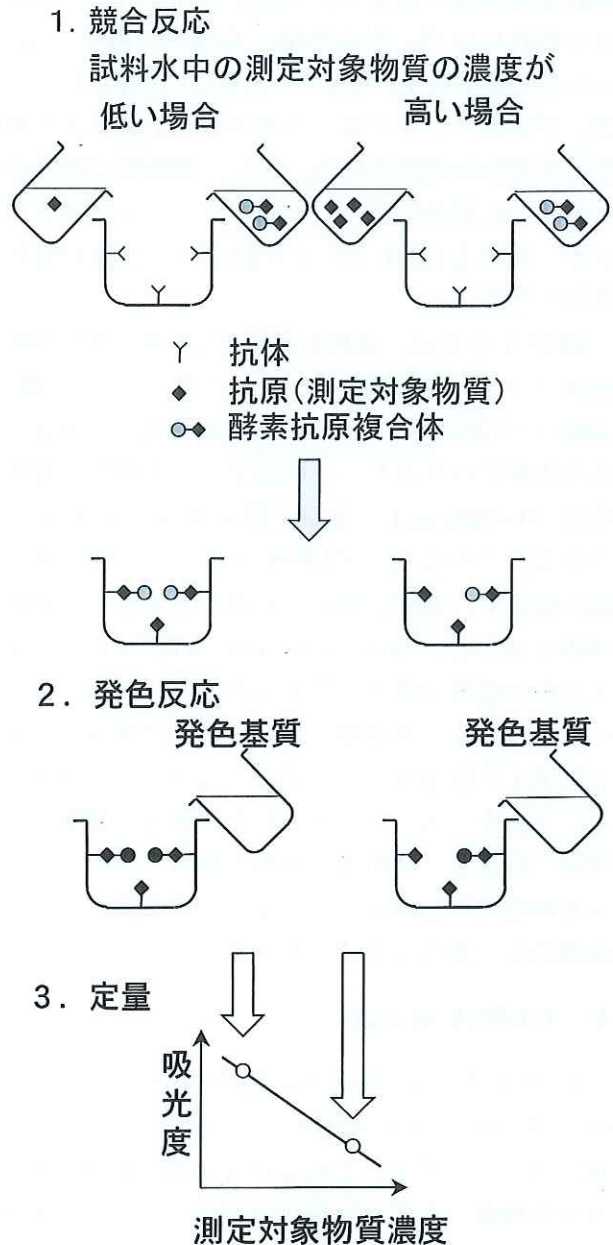 1. 競合反応
試料水中の測定対象物質の濃度が
低い場合
高い場合
抗体
抗原(測定対象物質)
酵素抗原複合体
2. 発色反応
発色基質
発色基質
3. 定量
吸光度
測定対象物質濃度